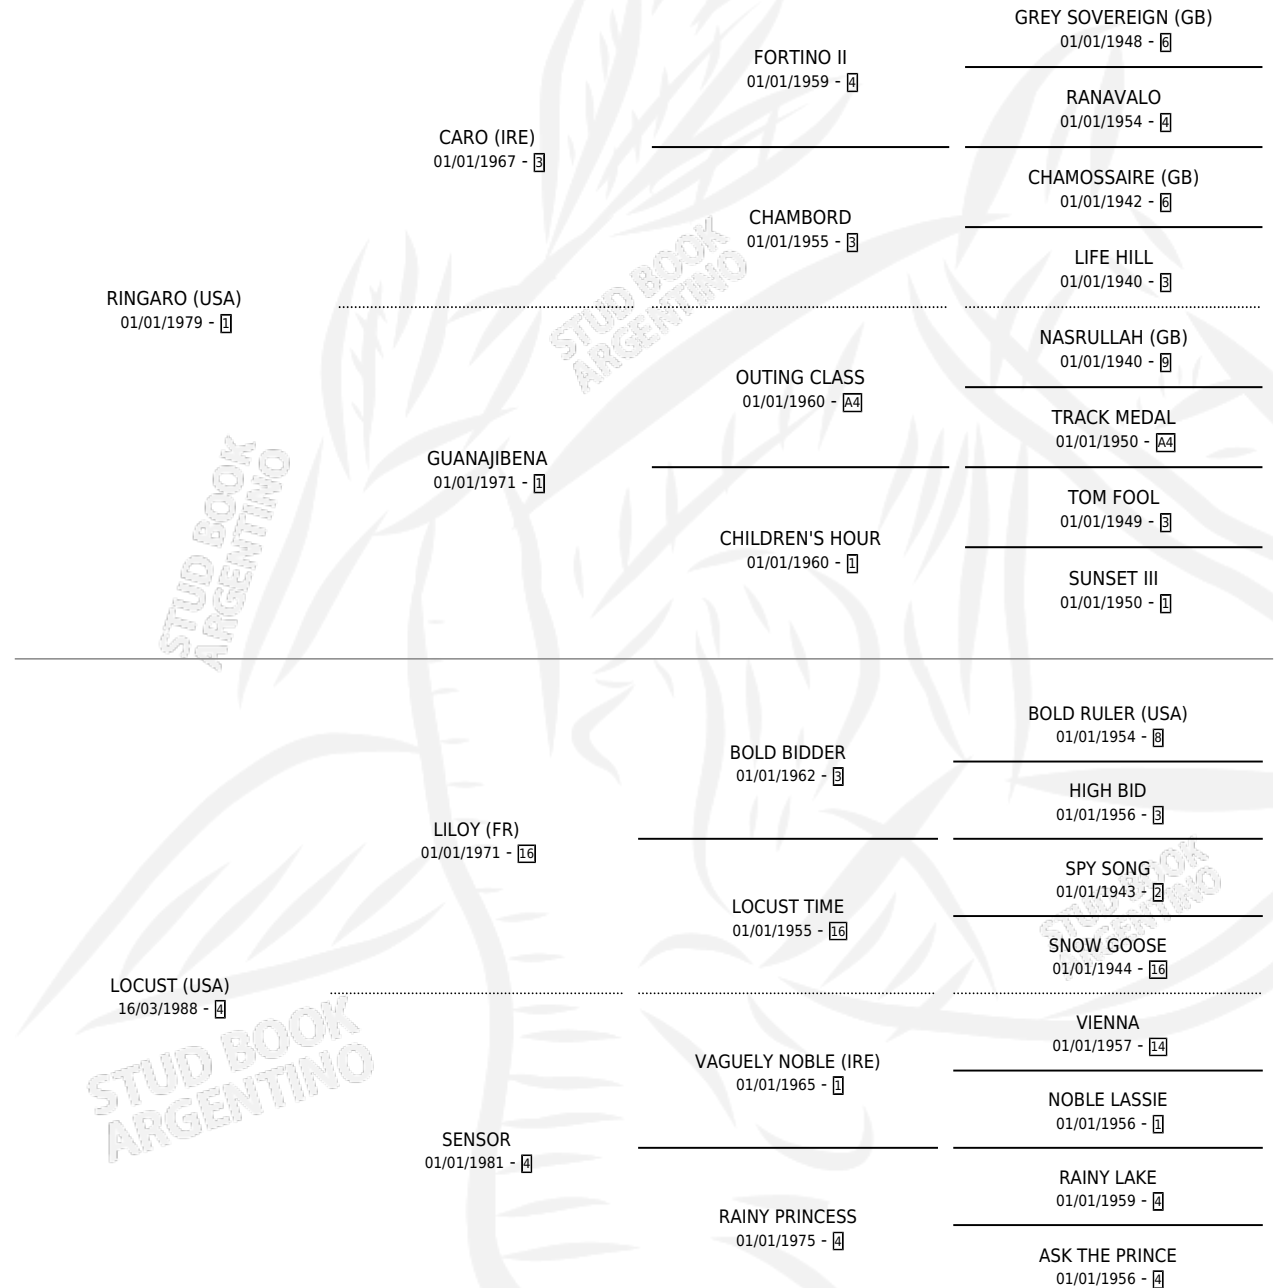 GREY SOVEREIGN (GB)
01/01/1948 - 6
FORTINO II
01/01/1959 - 4
RANAVALO
01/01/1954 - 4
CARO (IRE)
01/01/1967 - 3
CHAMOSSAIRE (GB)
01/01/1942 - 6
CHAMBORD
01/01/1955 - 3
LIFE HILL
01/01/1940 - 3
RINGARO (USA)
01/01/1979 - 1
STUD BOOK
ARGENTINO
NASRULLAH (GB)
01/01/1940 - 9
OUTING CLASS
01/01/1960 - A4
TRACK MEDAL
01/01/1950 - A4
GUANAJIBENA
01/01/1971 - 1
TOM FOOL
01/01/1949 - 3
CHILDREN'S HOUR
01/01/1960 - 1
SUNSET III
01/01/1950 - 1
STUD BOOK
ARGENTINO
BOLD RULER (USA)
01/01/1954 - 8
BOLD BIDDER
01/01/1962 - 3
HIGH BID
01/01/1956 - 3
LILOY (FR)
01/01/1971 - 16
SPY SONG
01/01/1943 - 2
LOCUST TIME
01/01/1955 - 16
SNOW GOOSE
01/01/1944 - 16
STUD BOOK
ARGENTINO
LOCUST (USA)
16/03/1988 - 4
VIENNA
01/01/1957 - 14
VAGUELY NOBLE (IRE)
01/01/1965 - 1
NOBLE LASSIE
01/01/1956 - 1
STUD BOOK
ARGENTINO
SENSOR
01/01/1981 - 4
RAINY LAKE
01/01/1959 - 4
RAINY PRINCESS
01/01/1975 - 4
ASK THE PRINCE
01/01/1956 - 4